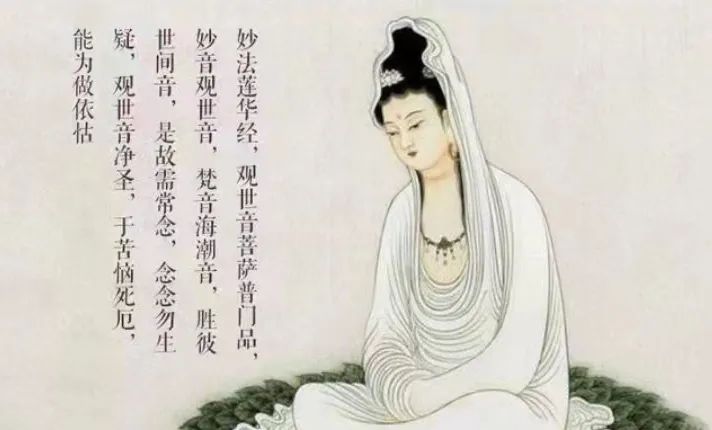 妙法莲华经，观世音菩萨普门品，
妙音观世音，梵音海潮音，胜彼
世间音，是故需常念，念念勿生
疑，观世音净圣，于苦恼死厄，
能为做依怙